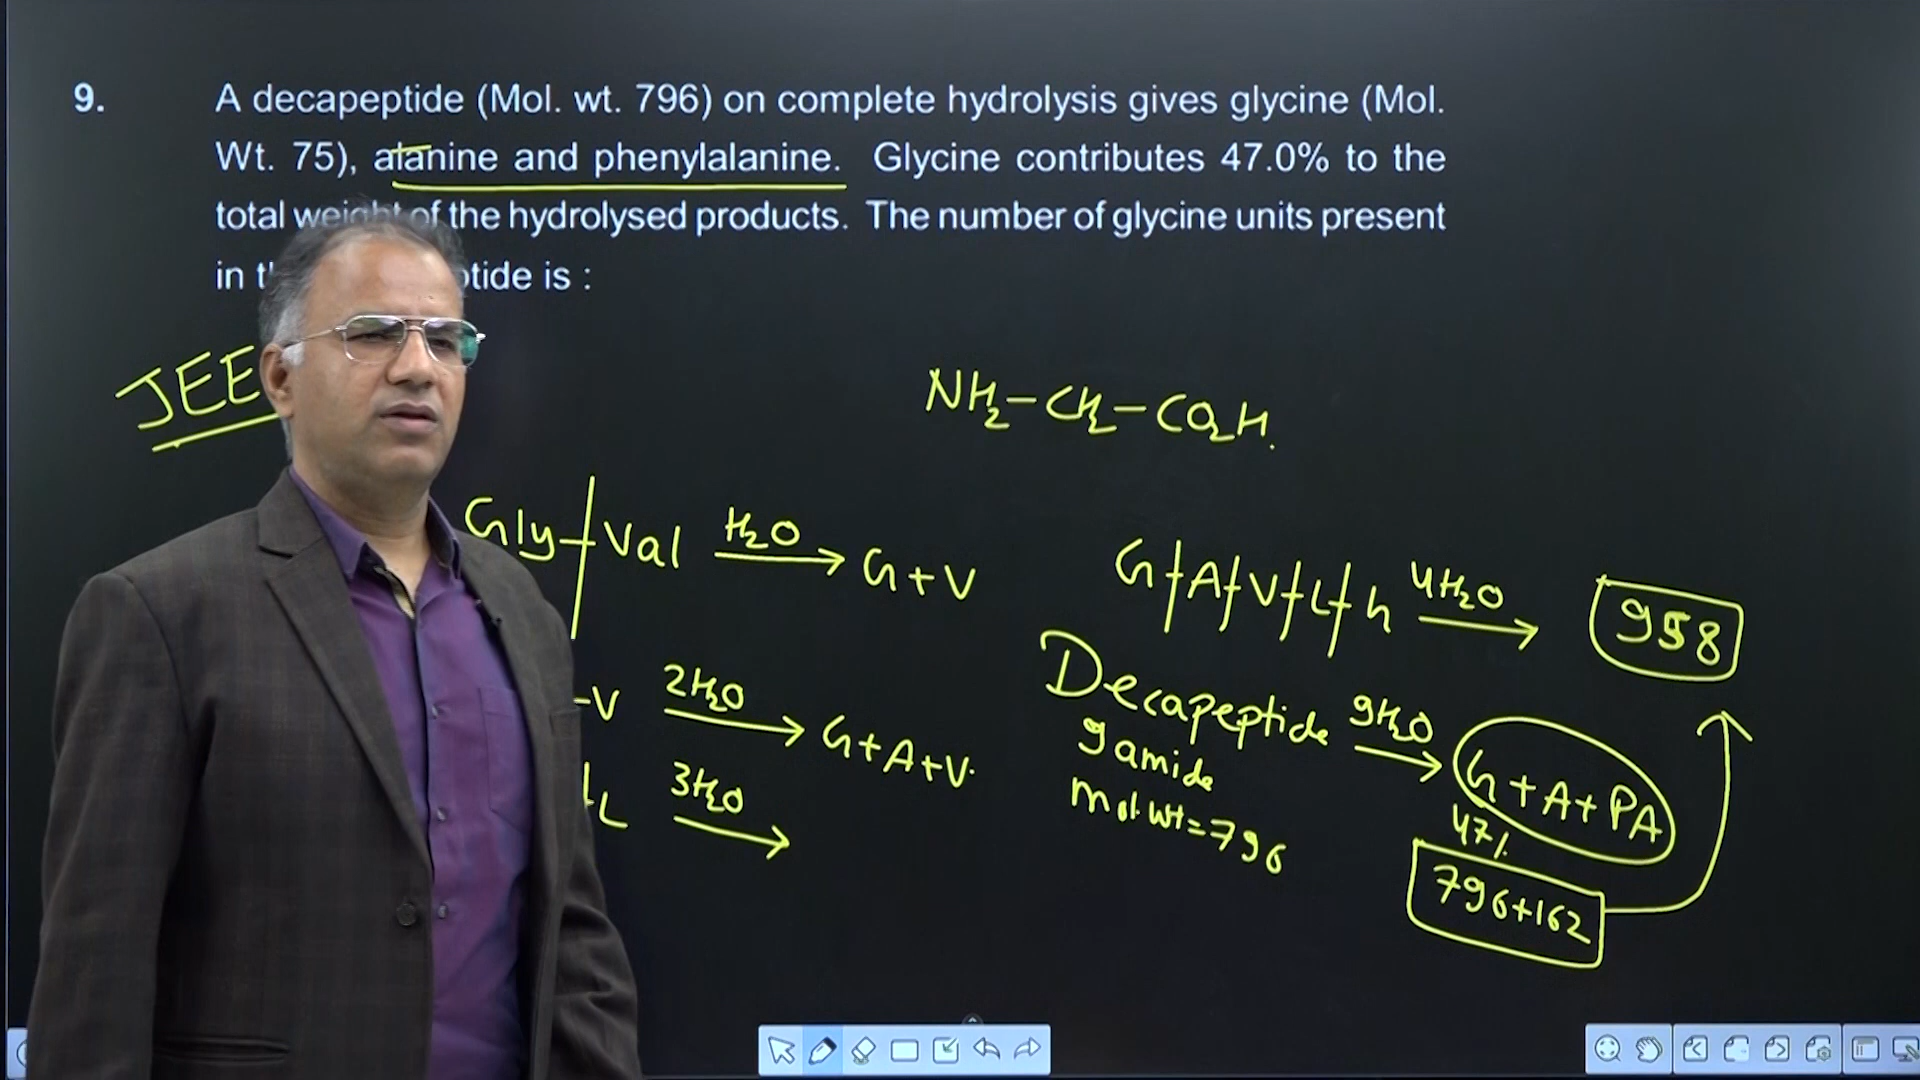 9. A decapeptide (Mol. wt. 796) on complete hydrolysis gives glycine (Mol.
Wt. 75), alanine and phenylalanine. Glycine contributes 47.0% to the
total weight of the hydrolysed products. The number of glycine units present
in is :
JEE
NH2-CH2-CO2H.
Gly-Val H2O G+V
G-A-V-L-G 4H2O
958
-V 2H2O G+A+V.
L 3H2O
Decapeptide 9H2O G+A+PA
9 amide
47%
mol.wt=796
796+162